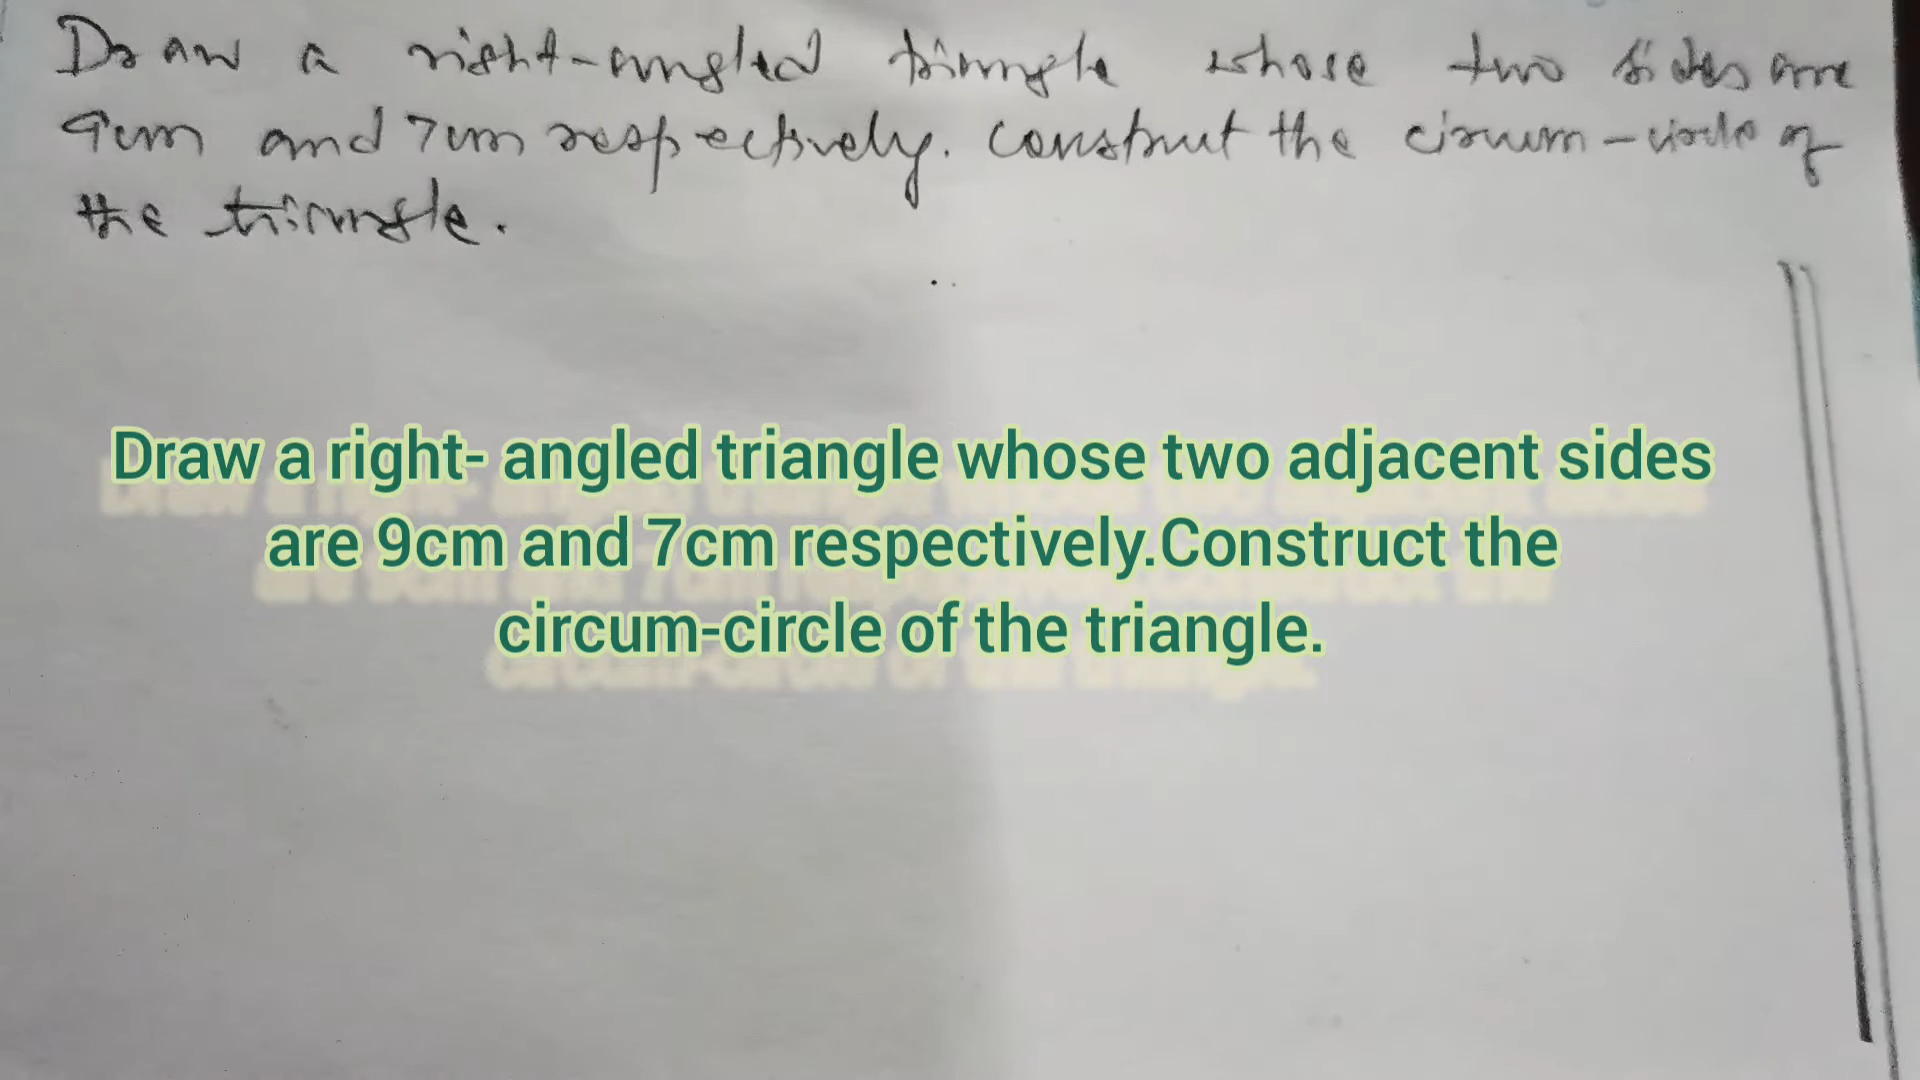 Draw a right-angled triangle whose two sides are
9cm and 7cm respectively. Construct the circum-circle of
the triangle.
Draw a right- angled triangle whose two adjacent sides
are 9cm and 7cm respectively.Construct the
circum-circle of the triangle.